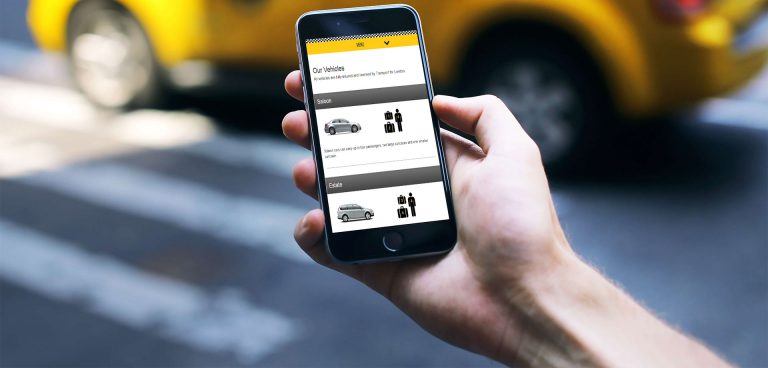 MENU
Our Vehicles
All vehicles are fully insured and licensed by Transport for London.
Saloon
Saloon cars can carry up to four passengers, two large suitcases and one smaller
suitcase.
Estate